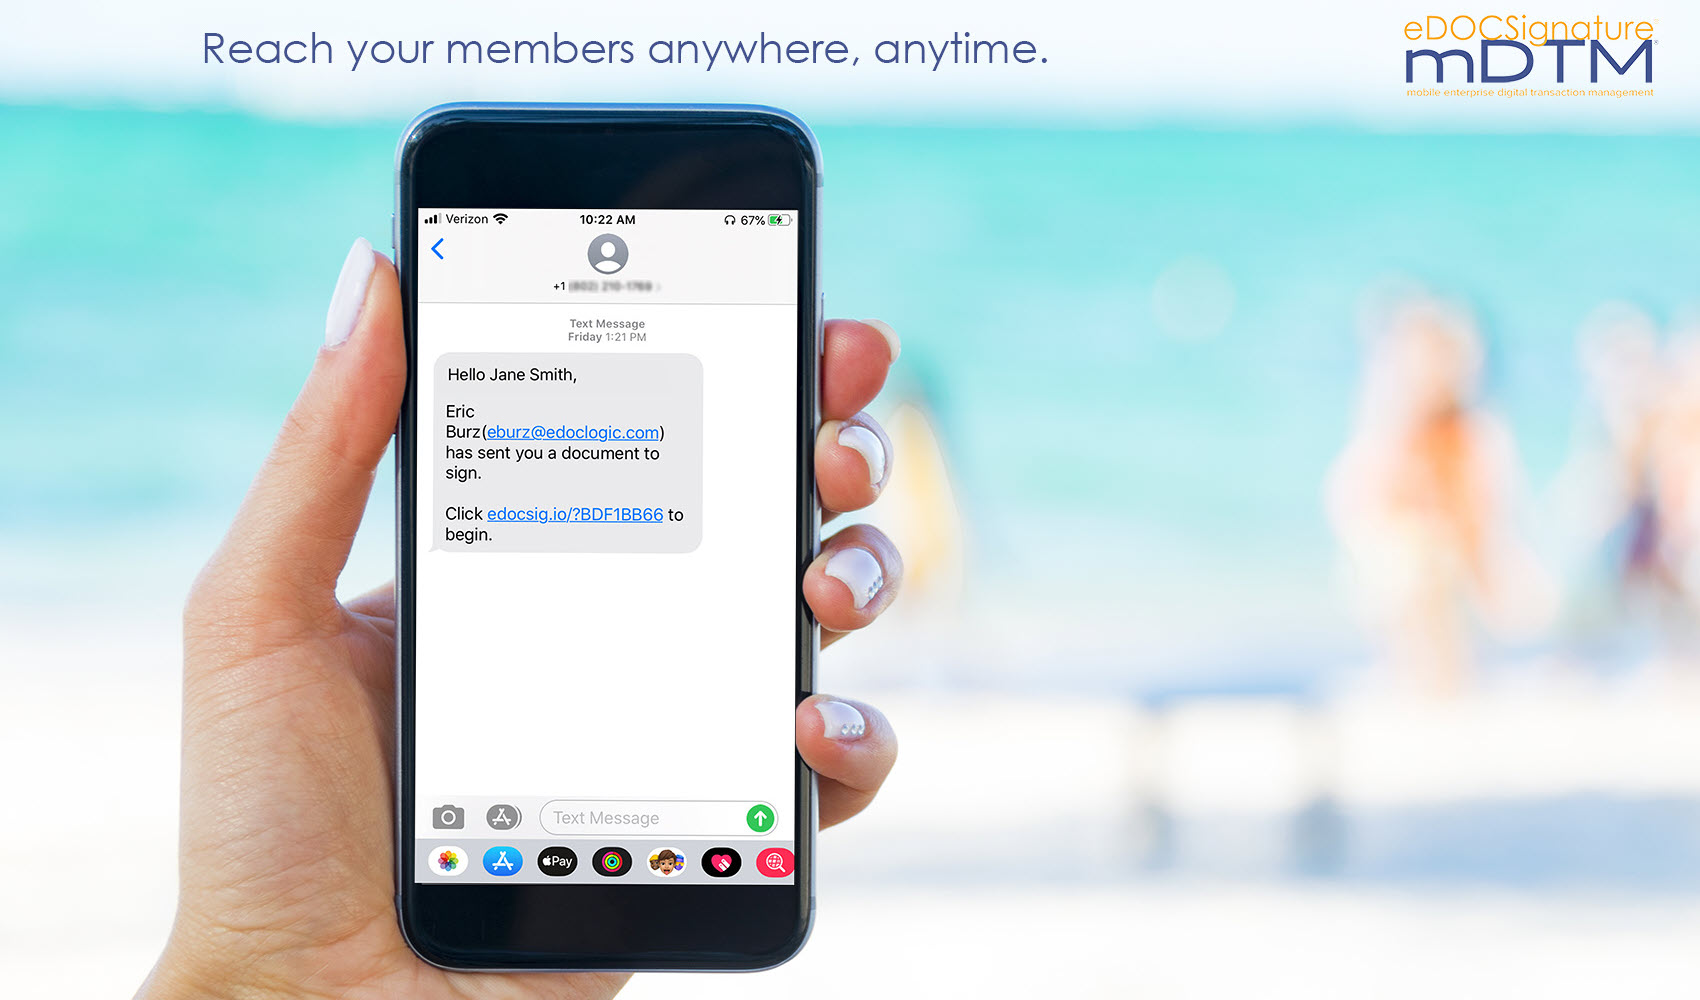 Reach your members anywhere, anytime.
eDOCSignature
mDTM
mobile enterprise digital transaction management
Verizon
10:22 AM
67%
+1
Text Message
Friday 1:21 PM
Hello Jane Smith,
Eric
Burz(eburz@edoclogic.com)
has sent you a document to
sign.
Click edocsig.io/?BDF1BB66 to
begin.
Text Message
Pay